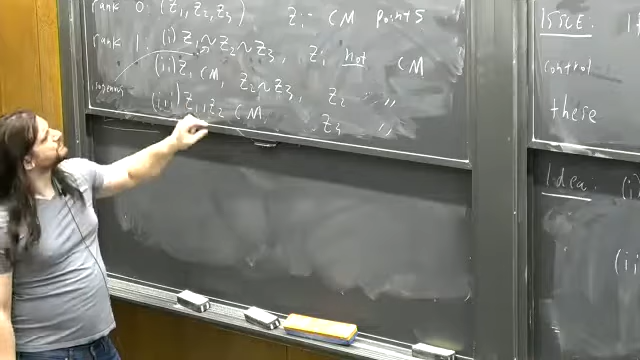 rank 0: (z₁, z₂, z₃) zᵢ - CM points
rank 1: (i) z₁ ~ z₂ ~ z₃, zᵢ not CM
isogenous (ii) z₁ CM, z₂ ~ z₃, z₂ "
(iii) z₁, z₂ CM z₃ "
Issue:
control
these
Idea: (i)
(ii